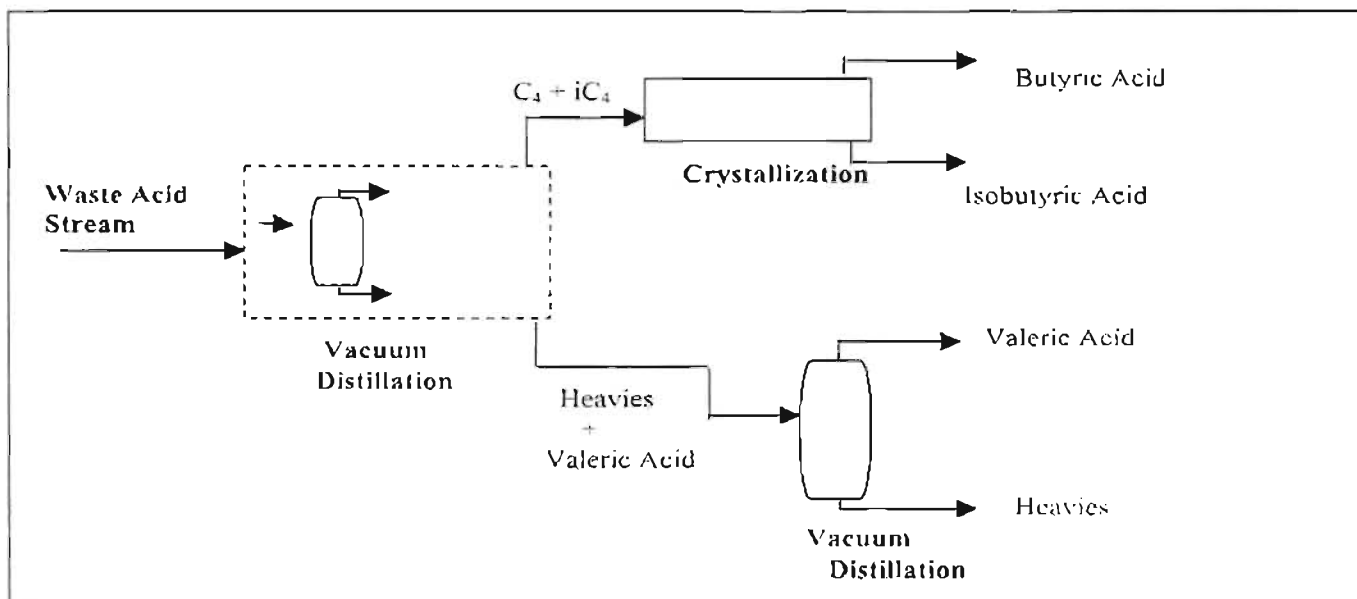 C₄ + iC₄
Butyric Acid
Crystallization
Isobutyric Acid
Waste Acid
Stream
Vacuum
Distillation
Heavies
+
Valeric Acid
Valeric Acid
Heavies
Vacuum
Distillation